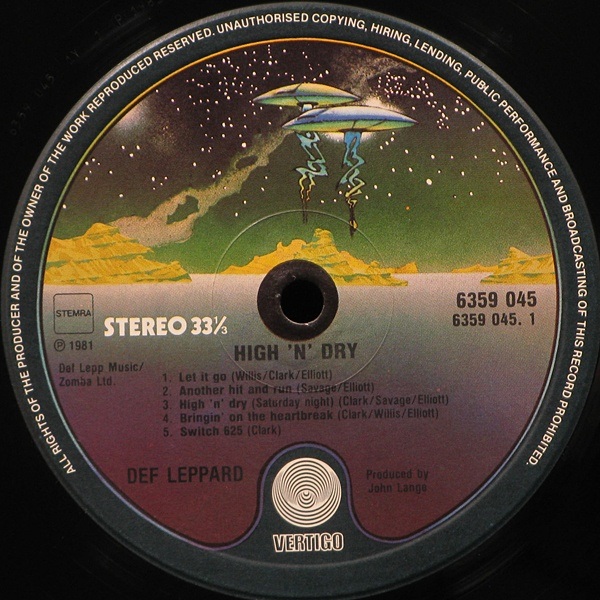 ALL RIGHTS OF THE PRODUCER AND OF THE OWNER OF THE WORK REPRODUCED RESERVED. UNAUTHORISED COPYING, HIRING, LENDING, PUBLIC PERFORMANCE AND BROADCASTING OF THIS RECORD PROHIBITED.
STEMRA
STEREO 33⅓
6359 045
6359 045. 1
Ⓟ 1981
Def Lepp Music/
Zomba Ltd.
HIGH 'N' DRY
1. Let it go (Willis/Clark/Elliott)
2. Another hit and run (Savage/Elliott)
3. High 'n' dry (Saturday night) (Clark/Savage/Elliott)
4. Bringin' on the heartbreak (Clark/Willis/Elliott)
5. Switch 625 (Clark)
DEF LEPPARD
Produced by
John Lange
VERTIGO